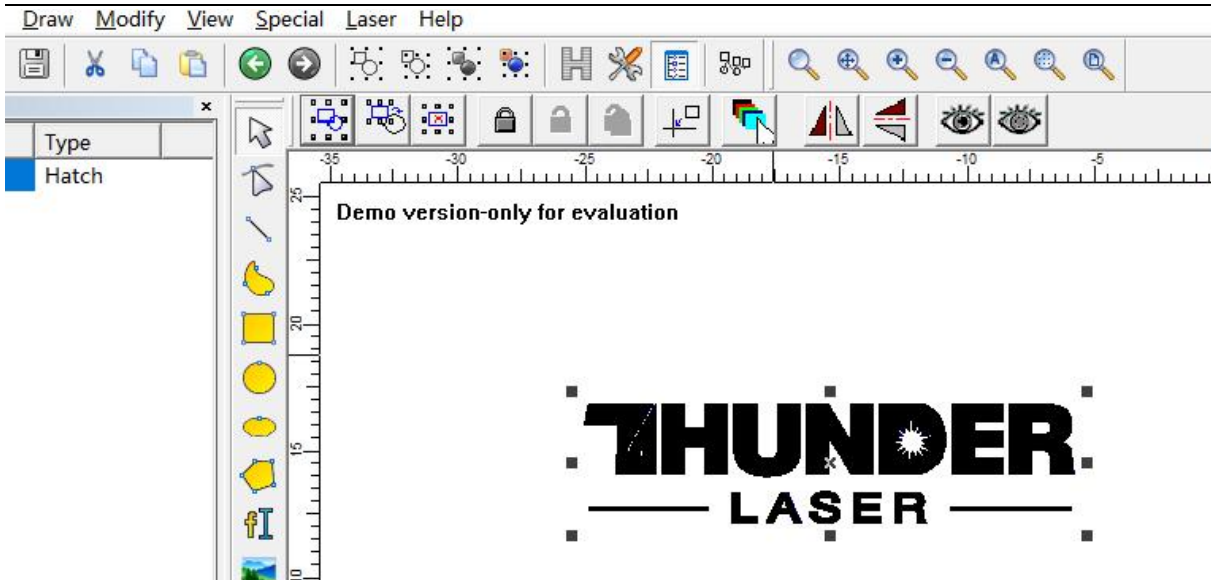 Draw Modify View Special Laser Help
Type
Hatch
-35 -30 -25 -20 -15 -10 -5
25
Demo version-only for evaluation
20
15
THUNDER
LASER
10